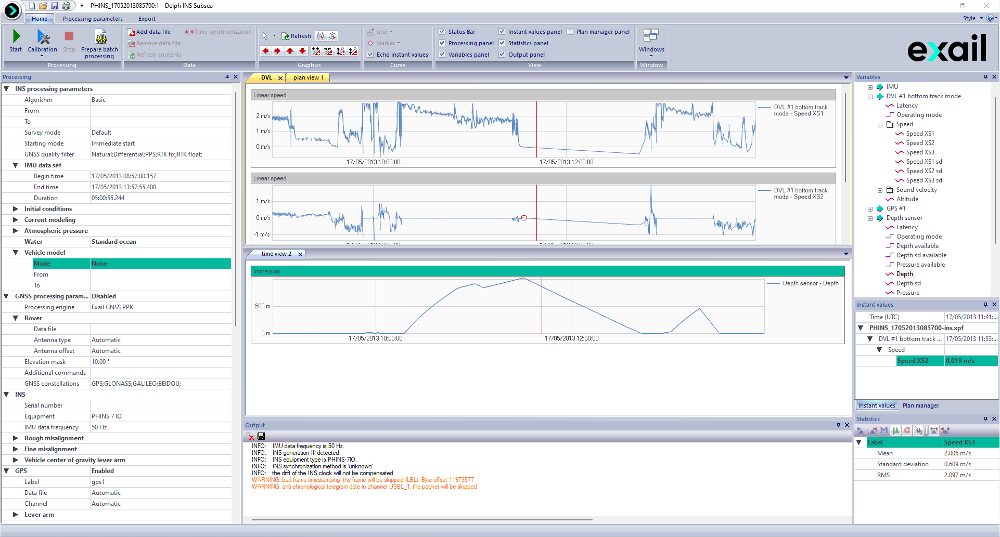 PHINS_17052013085700:1 - Delph INS Subsea
Home Processing parameters Export Style
Start Calibration Stop Prepare batch processing
Processing
Add data file Time synchronization
Remove data file
Refresh contents
Data
Refresh
Graphics
Line
Marker
Echo instant values
Curve
Status Bar Instant values panel Plan manager panel
Processing panel Statistics panel
Variables panel Output panel
View
Windows
Window
exail
Processing
INS processing parameters
Algorithm Basic
From
To
Survey mode Default
Starting mode Immediate start
GNSS quality filter Natural;Differential;PPS;RTK fix;RTK float;
IMU data set
Begin time 17/05/2013 08:57:00.157
End time 17/05/2013 13:57:55.400
Duration 05:00:55.244
Initial conditions
Current modeling
Atmospheric pressure
Water Standard ocean
Vehicle model
Mode None
From
To
GNSS processing param... Disabled
Processing engine Exail GNSS PPK
Rover
Data file
Antenna type Automatic
Antenna offset Automatic
Elevation mask 10.00 °
Additional commands
GNSS constellations GPS;GLONASS;GALILEO;BEIDOU;
INS
Serial number
Equipment PHINS 7 IO
IMU data frequency 50 Hz
Rough misalignment
Fine misalignment
Vehicle center of gravity lever arm
GPS Enabled
Label gps1
Data file Automatic
Channel Automatic
Lever arm
DVL plan view 1
Linear speed
2 m/s
1 m/s
0 m/s
17/05/2013 10:00:00 17/05/2013 12:00:00
DVL #1 bottom track
mode - Speed XS1
Linear speed
1 m/s
0 m/s
-1 m/s
17/05/2013 10:00:00 17/05/2013 12:00:00
DVL #1 bottom track
mode - Speed XS2
time view 2
Immersion
500 m
0 m
17/05/2013 10:00:00 17/05/2013 12:00:00
Depth sensor - Depth
Output
INFO: IMU data frequency is 50 Hz.
INFO: INS generation III detected.
INFO: INS equipment type is PHINS-7IO.
INFO: INS synchronization method is 'unknown'.
INFO: the drift of the INS clock will not be compensated.
WARNING: bad frame timestamping, the frame will be skipped (LBL). Byte offset 11973577
WARNING: anti-chronological telegram date in channel USBL_1, the packet will be skipped.
Variables
IMU
DVL #1 bottom track mode
Latency
Operating mode
Speed
Speed XS1
Speed XS2
Speed XS3
Speed XS1 sd
Speed XS2 sd
Speed XS3 sd
Sound velocity
Altitude
GPS #1
Depth sensor
Latency
Operating mode
Depth available
Depth sd available
Pressure available
Depth
Depth sd
Pressure
Instant values
Time (UTC) 17/05/2013 11:41:...
PHINS_17052013085700-ins.xpf
DVL #1 bottom track ... 17/05/2013 11:33:...
Speed
Speed XS2 0.019 m/s
Instant values Plan manager
Statistics
M μ σ RMS
Label Speed XS1
Mean 2.006 m/s
Standard deviation 0.609 m/s
RMS 2.097 m/s